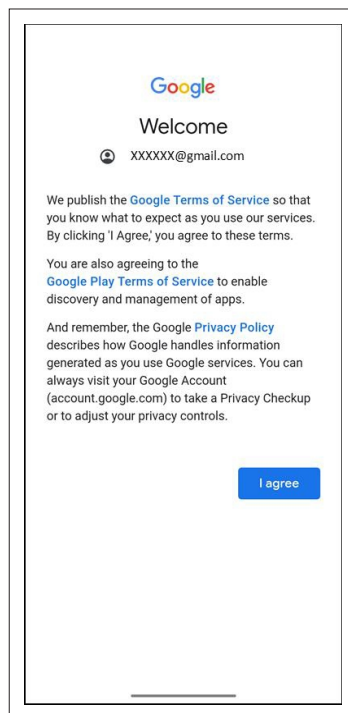 Google
Welcome
XXXXXX@gmail.com
We publish the Google Terms of Service so that
you know what to expect as you use our services.
By clicking 'I Agree,' you agree to these terms.
You are also agreeing to the
Google Play Terms of Service to enable
discovery and management of apps.
And remember, the Google Privacy Policy
describes how Google handles information
generated as you use Google services. You can
always visit your Google Account
(account.google.com) to take a Privacy Checkup
or to adjust your privacy controls.
I agree